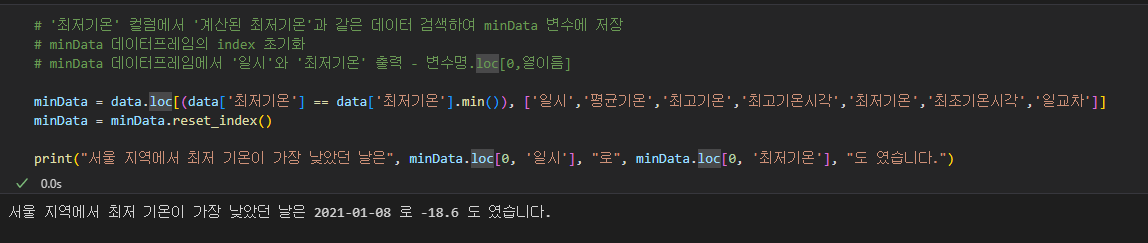 # '최저기온' 컬럼에서 '계산된 최저기온'과 같은 데이터 검색하여 minData 변수에 저장
# minData 데이터프레임의 index 초기화
# minData 데이터프레임에서 '일시'와 '최저기온' 출력 - 변수명.loc[0,열이름]
minData = data.loc[(data['최저기온'] == data['최저기온'].min()), ['일시','평균기온','최고기온','최고기온시각','최저기온','최조기온시각','일교차']]
minData = minData.reset_index()
print("서울 지역에서 최저 기온이 가장 낮았던 날은", minData.loc[0, '일시'], "로", minData.loc[0, '최저기온'], "도 였습니다.")
0.0s
서울 지역에서 최저 기온이 가장 낮았던 날은 2021-01-08 로 -18.6 도 였습니다.